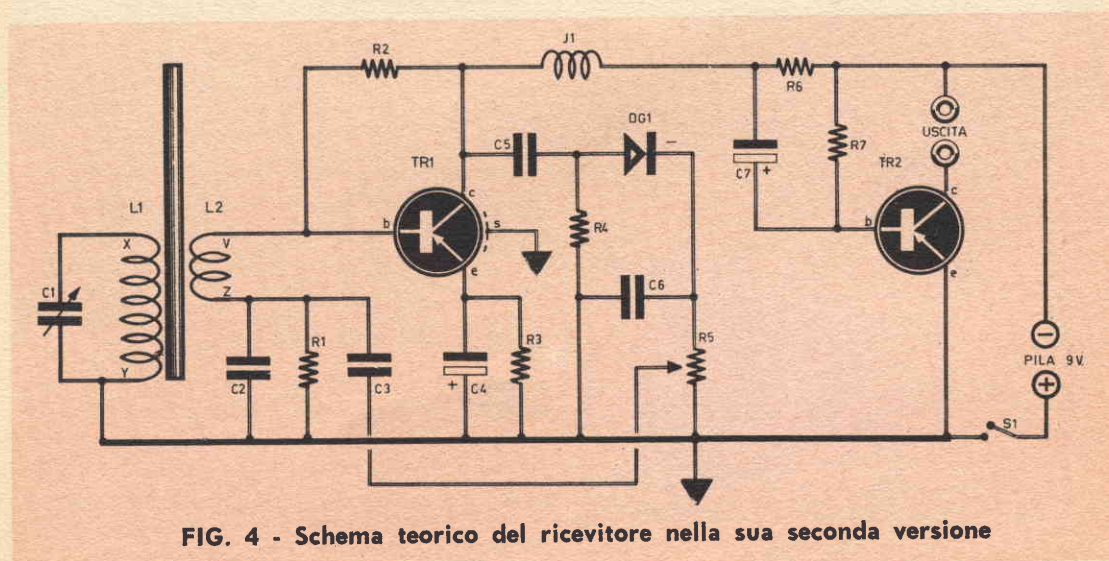 R2
J1
R6
DG1
USCITA
C5
TR1
C7
+
R7
TR2
c
L1
L2
X
V
b
s
R4
b
c
e
Z
C1
C6
e
R1
R3
R5
PILA 9V.
Y
C2
C3
+
C4
S1
FIG. 4 - Schema teorico del ricevitore nella sua seconda versione